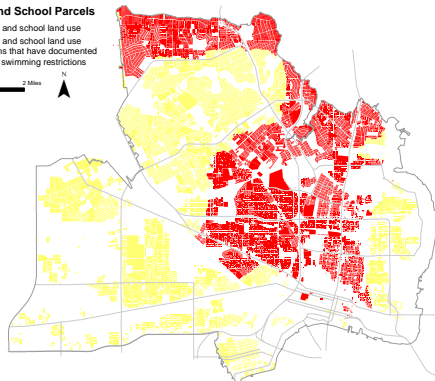 nd School Parcels
and school land use
and school land use
ns that have documented
swimming restrictions
2 Miles
N